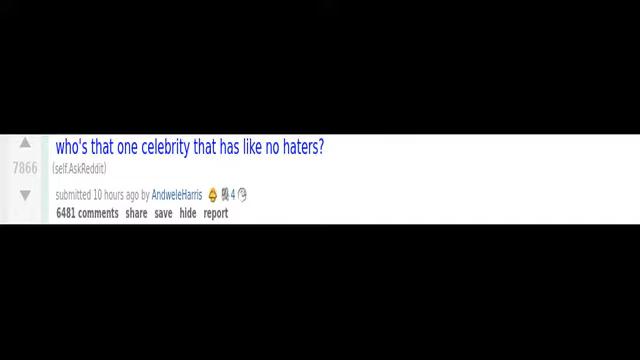 who's that one celebrity that has like no haters?
7866 (self.AskReddit)
submitted 10 hours ago by AndweleHarris 4
6481 comments share save hide report